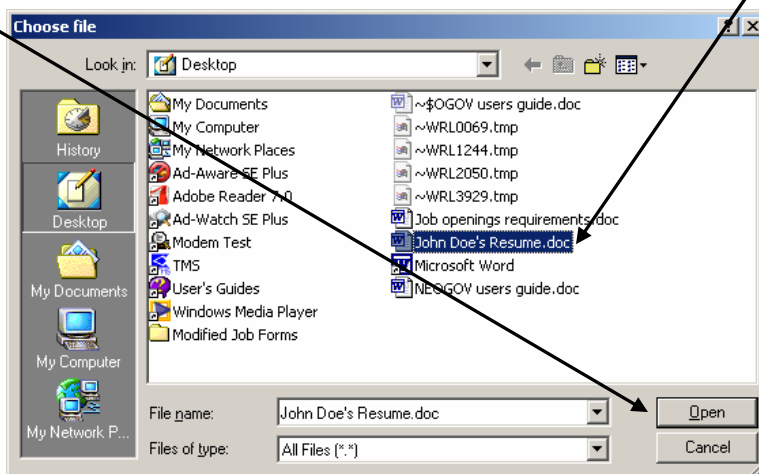 Choose file
Look in: Desktop
History
Desktop
My Documents
My Computer
My Network P...
My Documents
My Computer
My Network Places
Ad-Aware SE Plus
Adobe Reader 7.0
Ad-Watch SE Plus
Modem Test
TMS
User's Guides
Windows Media Player
Modified Job Forms
~$OGOV users guide.doc
~WRL0069.tmp
~WRL1244.tmp
~WRL2050.tmp
~WRL3929.tmp
Job openings requirements.doc
John Doe's Resume.doc
Microsoft Word
NEOGOV users guide.doc
File name: John Doe's Resume.doc Open
Files of type: All Files (*.*) Cancel